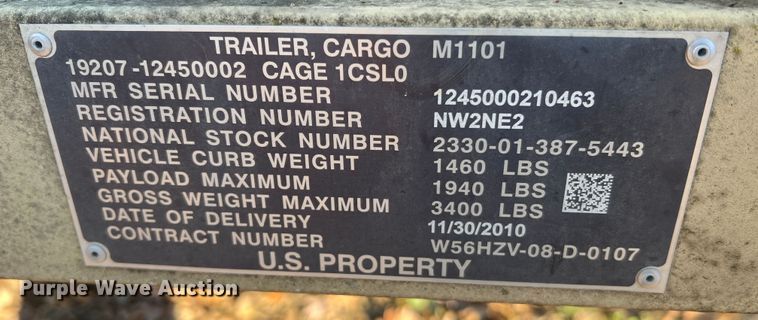 TRAILER, CARGO M1101
19207-12450002 CAGE 1CSL0
MFR SERIAL NUMBER 1245000210463
REGISTRATION NUMBER NW2NE2
NATIONAL STOCK NUMBER 2330-01-387-5443
VEHICLE CURB WEIGHT 1460 LBS
PAYLOAD MAXIMUM 1940 LBS
GROSS WEIGHT MAXIMUM 3400 LBS
DATE OF DELIVERY 11/30/2010
CONTRACT NUMBER W56HZV-08-D-0107
U.S. PROPERTY
Purple Wave Auction